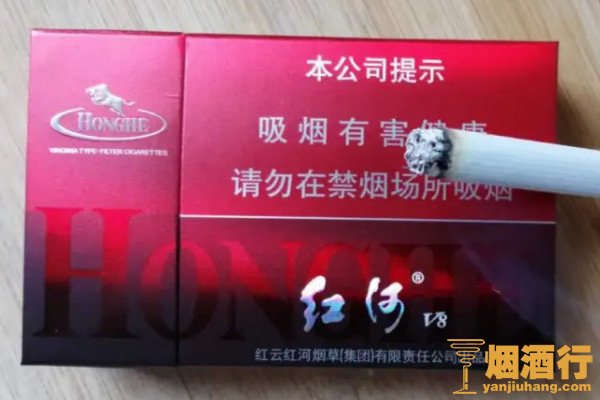 HONGHE
VIRGINIA TYPE·FILTER CIGARETTES
本公司提示
吸烟有害健康
请勿在禁烟场所吸烟
HONGHE
红河® V8
红云红河烟草(集团)有限责任公司
烟酒行
yanjiuhang.com